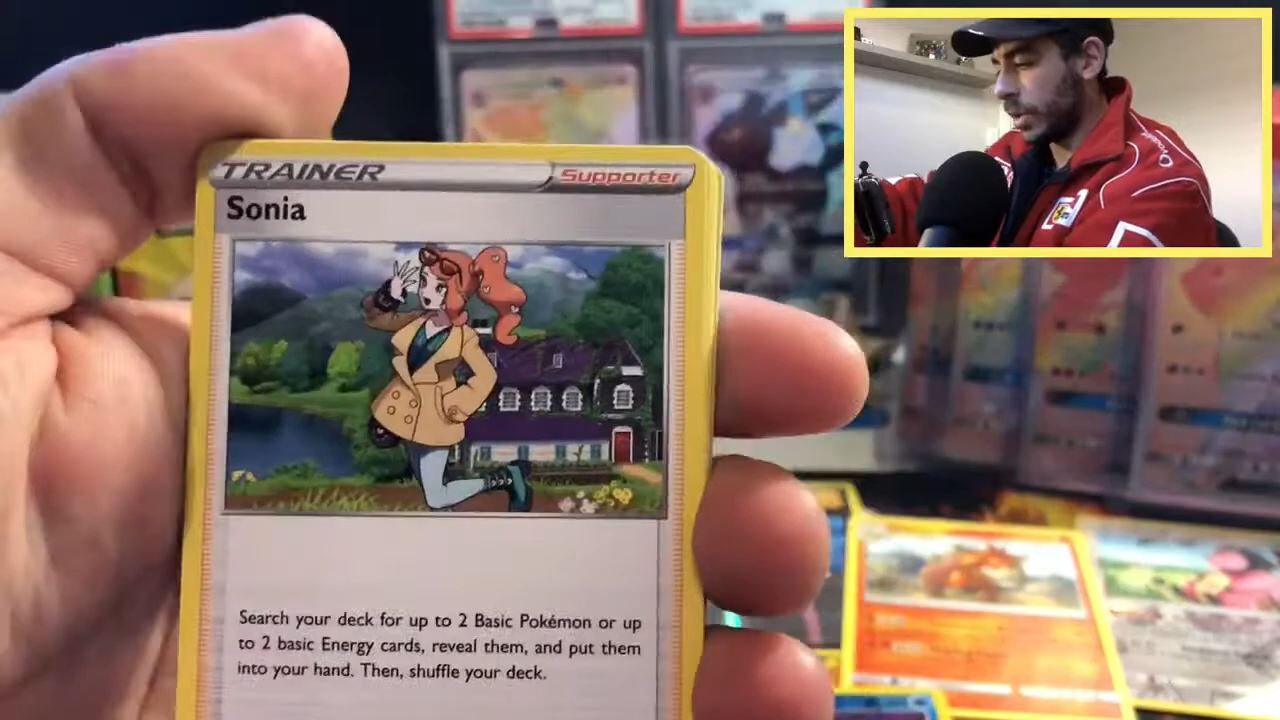 TRAINER
Supporter
Sonia
Search your deck for up to 2 Basic Pokémon or up
to 2 basic Energy cards, reveal them, and put them
into your hand. Then, shuffle your deck.